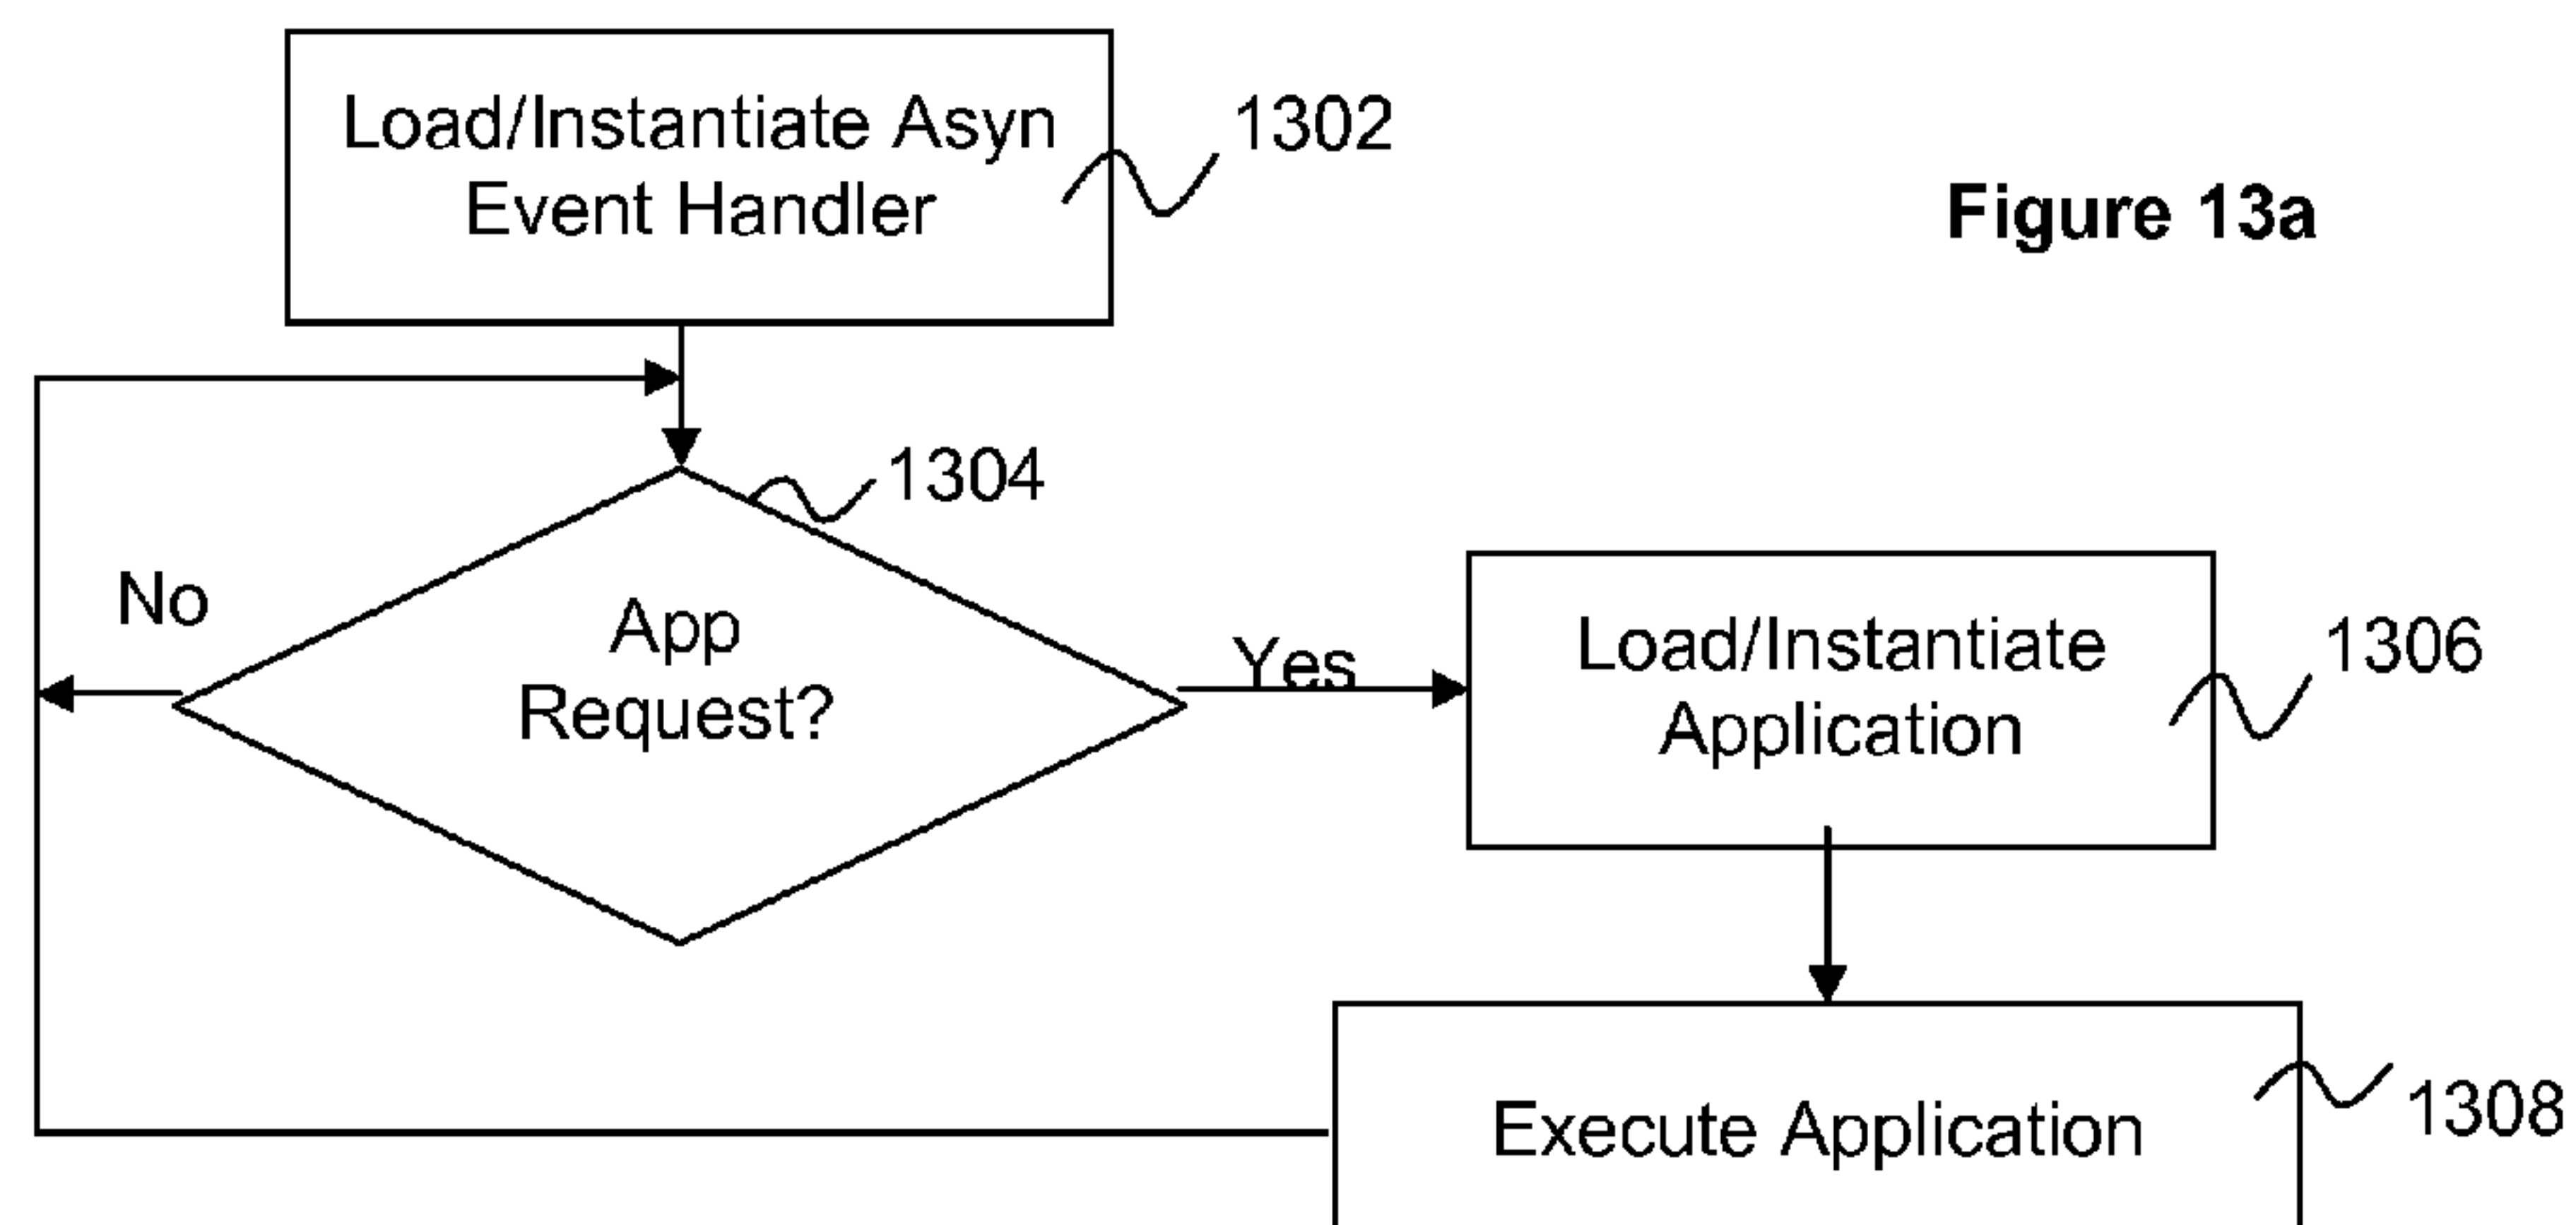 Load/Instantiate Asyn
Event Handler
1302
Figure 13a
1304
No
App
Request?
Yes
Load/Instantiate
Application
1306
Execute Application
1308